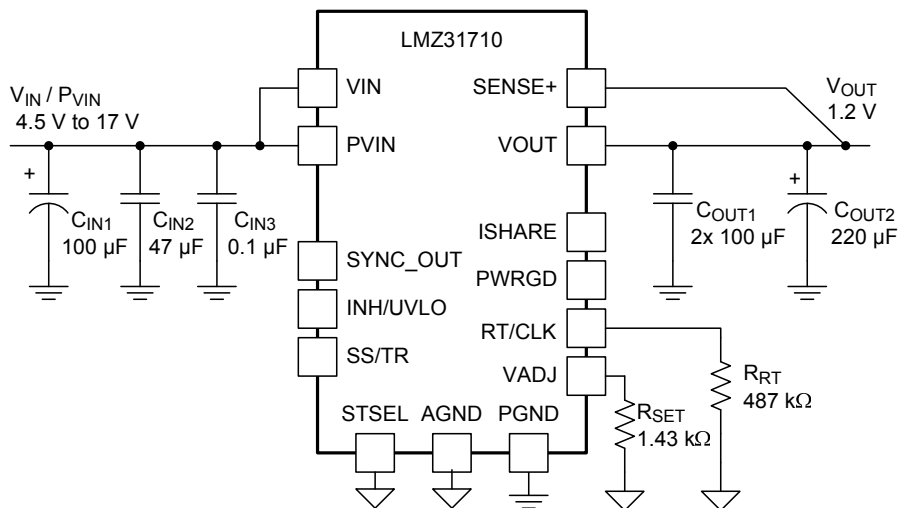 LMZ31710
VIN
SENSE+
VIN / PVIN
4.5 V to 17 V
VOUT
1.2 V
PVIN
VOUT
+
CIN1
100 µF
CIN2
47 µF
CIN3
0.1 µF
COUT1
2x 100 µF
+
COUT2
220 µF
ISHARE
SYNC_OUT
PWRGD
INH/UVLO
RT/CLK
SS/TR
VADJ
RRT
487 kΩ
RSET
1.43 kΩ
STSEL
AGND
PGND